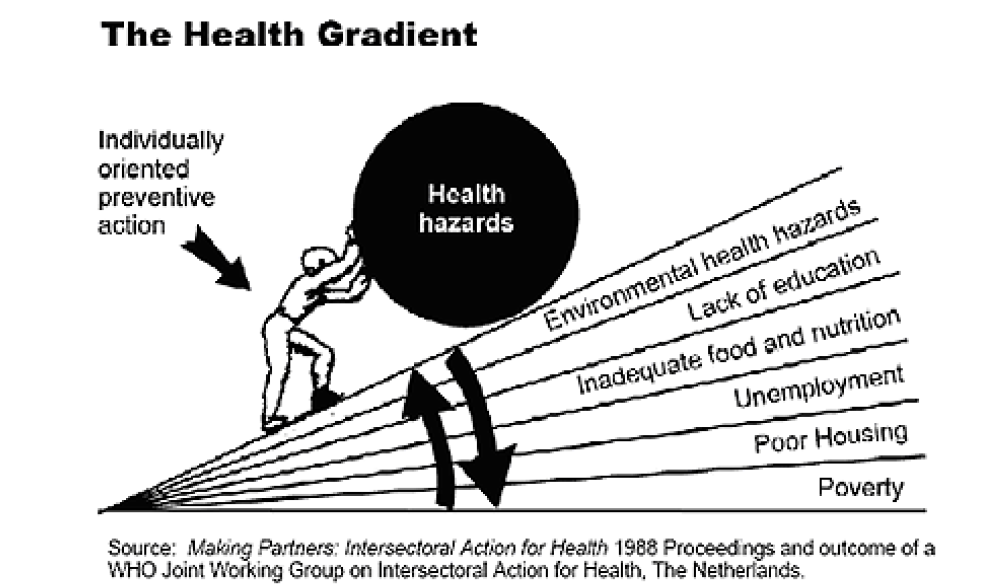 The Health Gradient
Individually
oriented
preventive
action
Health
hazards
Environmental health hazards
Lack of education
Inadequate food and nutrition
Unemployment
Poor Housing
Poverty
Source: Making Partners: Intersectoral Action for Health 1988 Proceedings and outcome of a
WHO Joint Working Group on Intersectoral Action for Health, The Netherlands.